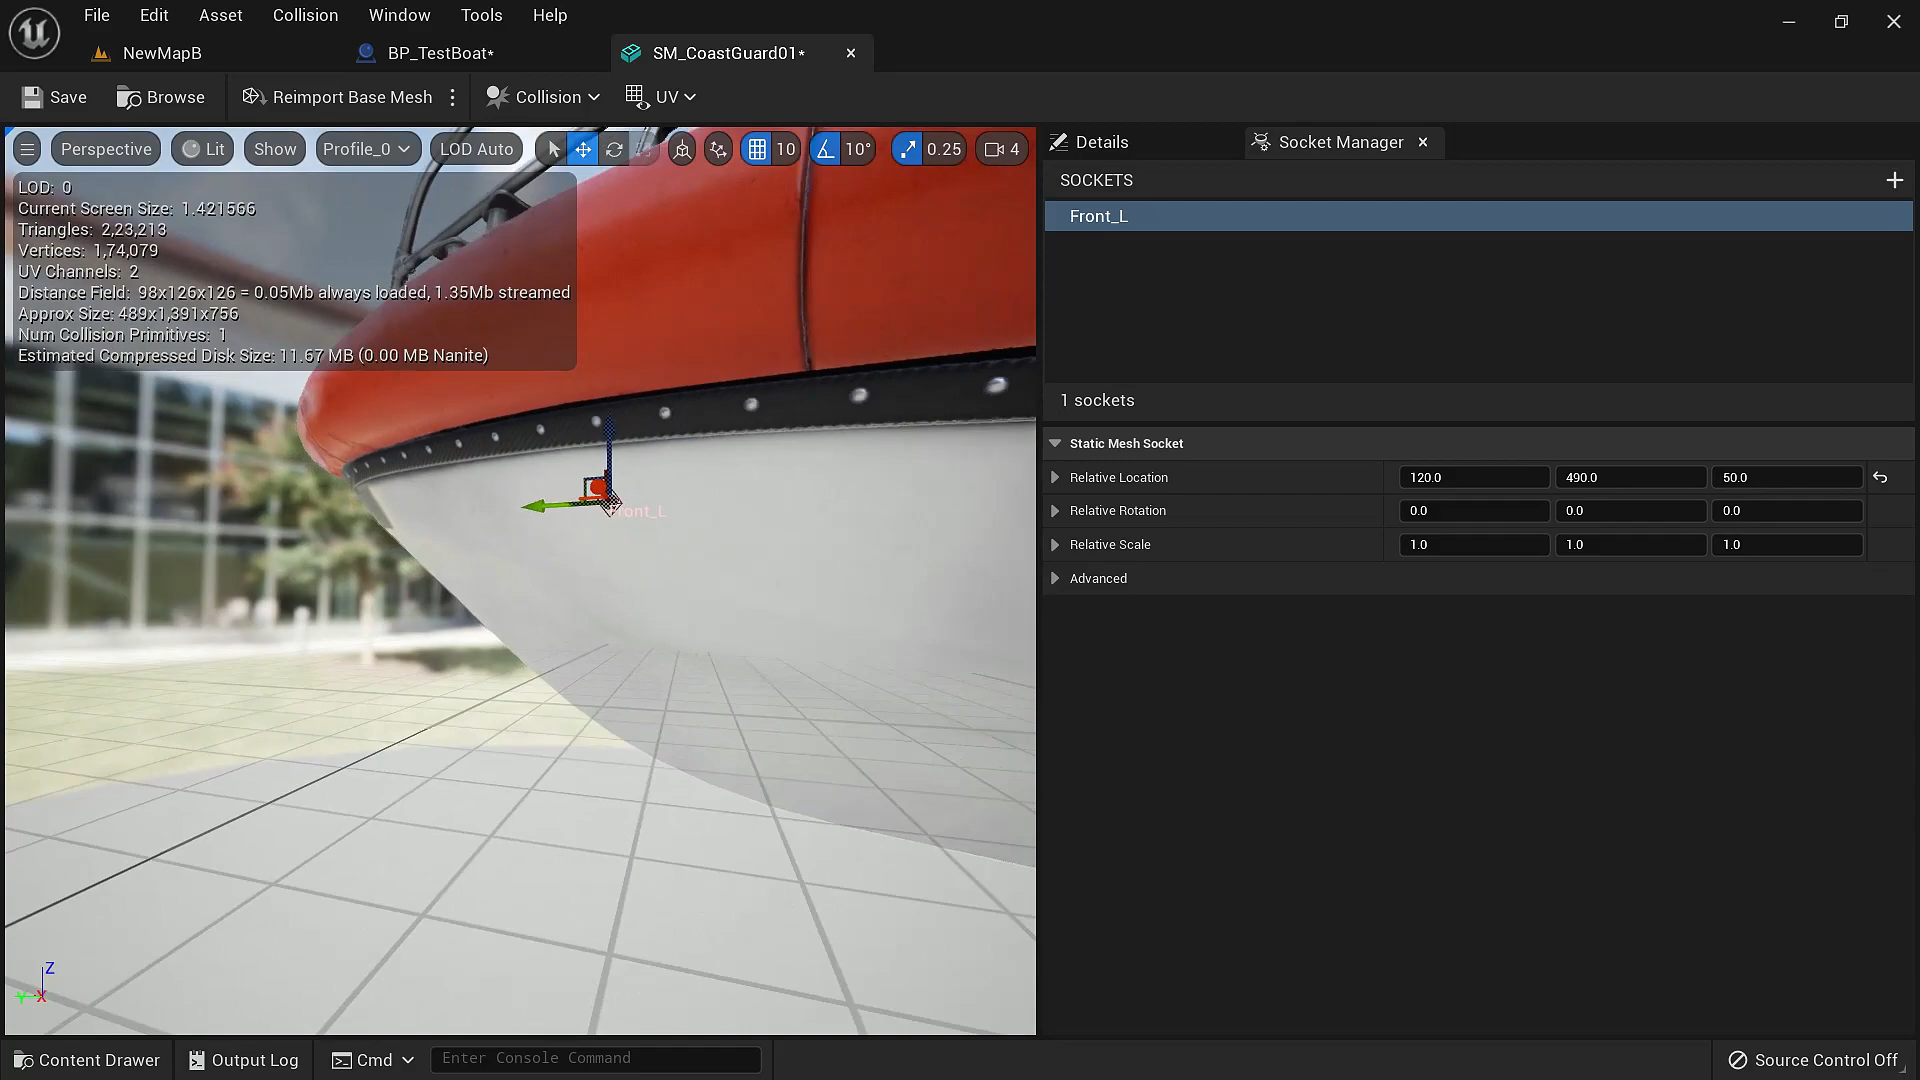 File Edit Asset Collision Window Tools Help
NewMapB BP_TestBoat* SM_CoastGuard01*
Save Browse Reimport Base Mesh Collision UV
Perspective Lit Show Profile_0 LOD Auto 10 10° 0.25 4
LOD: 0
Current Screen Size: 1.421566
Triangles: 2,23,213
Vertices: 1,74,079
UV Channels: 2
Distance Field: 98x126x126 = 0.05Mb always loaded, 1.35Mb streamed
Approx Size: 489x1,391x756
Num Collision Primitives: 1
Estimated Compressed Disk Size: 11.67 MB (0.00 MB Nanite)
Front_L
Z
Y X
Details Socket Manager
SOCKETS
Front_L
1 sockets
Static Mesh Socket
Relative Location 120.0 490.0 50.0
Relative Rotation 0.0 0.0 0.0
Relative Scale 1.0 1.0 1.0
Advanced
Content Drawer Output Log Cmd Enter Console Command Source Control Off